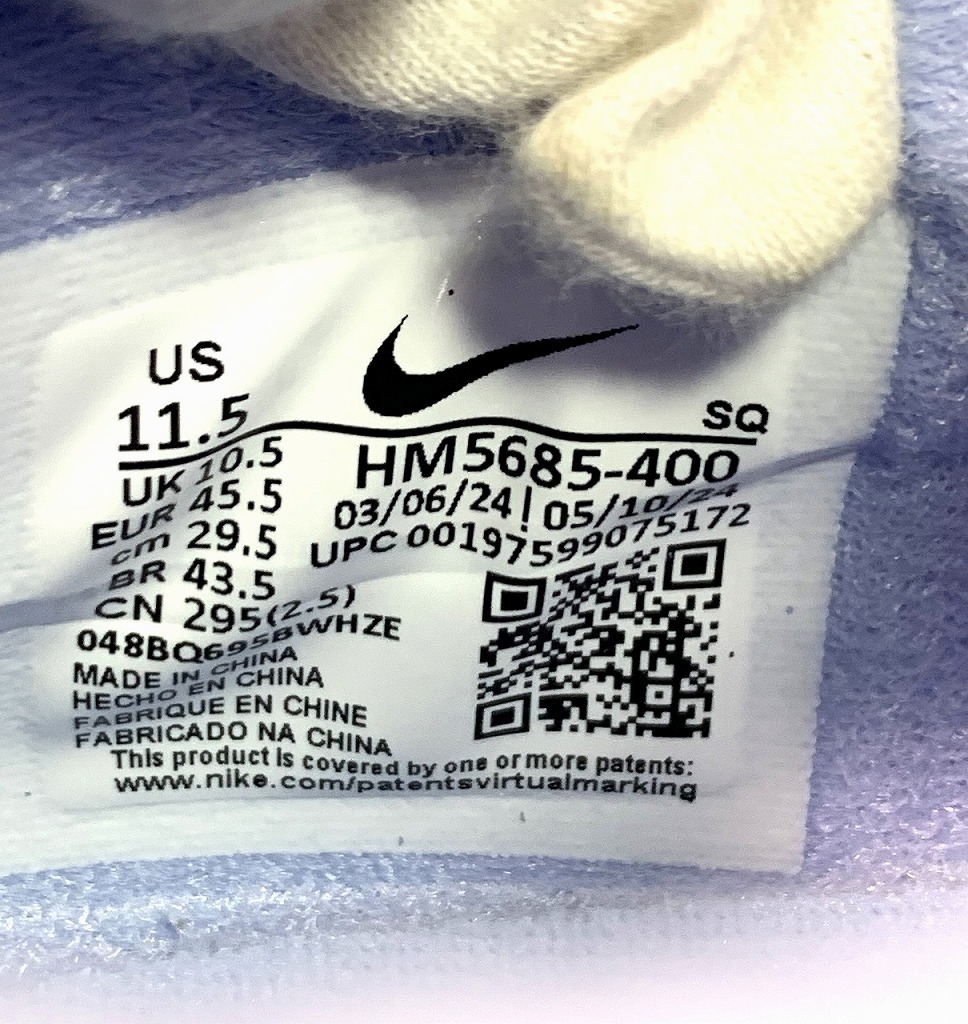 US
11.5
UK 10.5
EUR 45.5
cm 29.5
BR 43.5
CN 295(2.5)
048BQ695BWHZE
SQ
HM5685-400
03/06/24 | 05/10/24
UPC 00197599075172
MADE IN CHINA
HECHO EN CHINA
FABRIQUE EN CHINE
FABRICADO NA CHINA
This product is covered by one or more patents:
www.nike.com/patentsvirtualmarking